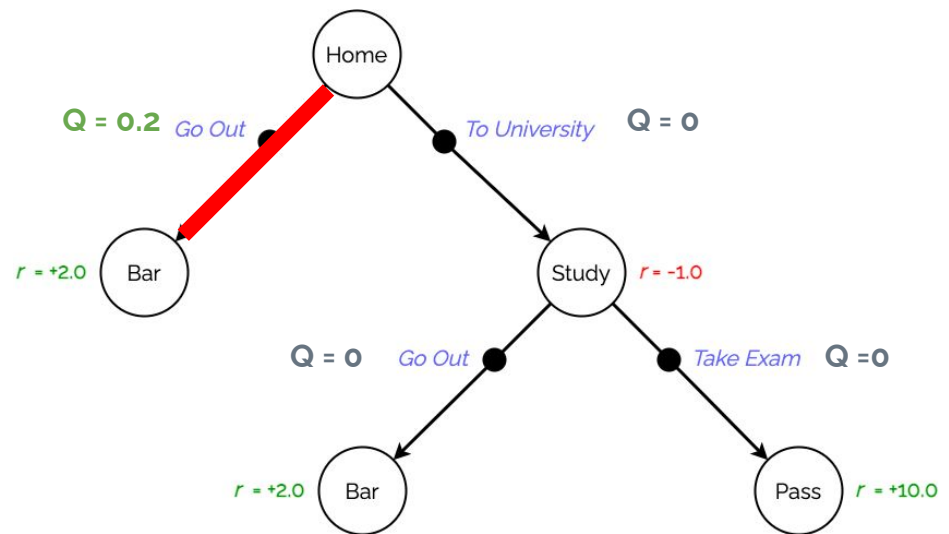 Home
Q = 0.2 Go Out
To University Q = 0
r = +2.0 Bar
Study r = -1.0
Q = 0 Go Out
Take Exam Q =0
r = +2.0 Bar
Pass r = +10.0